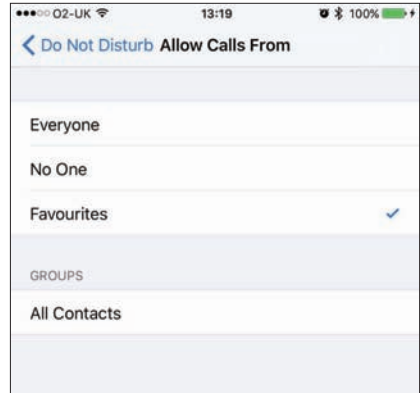 O2-UK 13:19 100%
Do Not Disturb Allow Calls From
Everyone
No One
Favourites
GROUPS
All Contacts